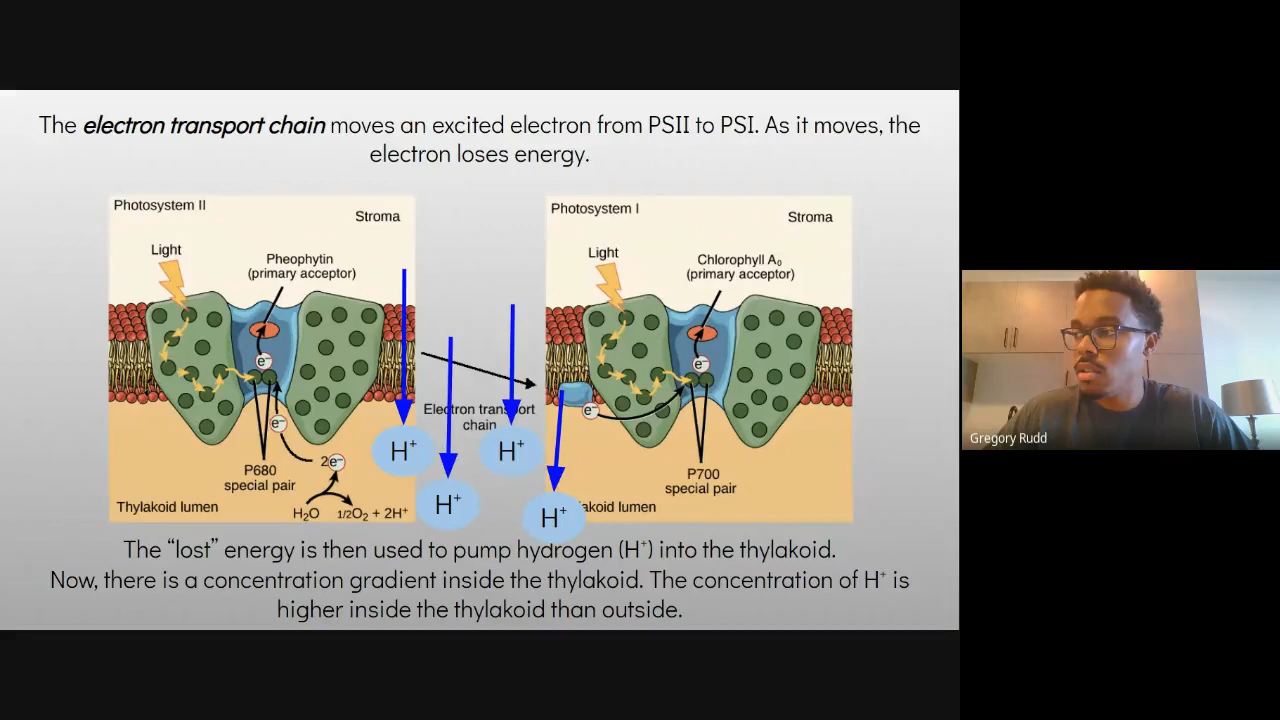 The electron transport chain moves an excited electron from PSII to PSI. As it moves, the
electron loses energy.
Photosystem II
Stroma
Light
Pheophytin
(primary acceptor)
e⁻
e⁻
P680
special pair
2e⁻
Thylakoid lumen
H₂O 1/2O₂ + 2H⁺
Electron transport
chain
H⁺
H⁺
H⁺
H⁺
Photosystem I
Stroma
Light
Chlorophyll A₀
(primary acceptor)
e⁻
e⁻
P700
special pair
lumen
The “lost” energy is then used to pump hydrogen (H⁺) into the thylakoid.
Now, there is a concentration gradient inside the thylakoid. The concentration of H⁺ is
higher inside the thylakoid than outside.
Gregory Rudd